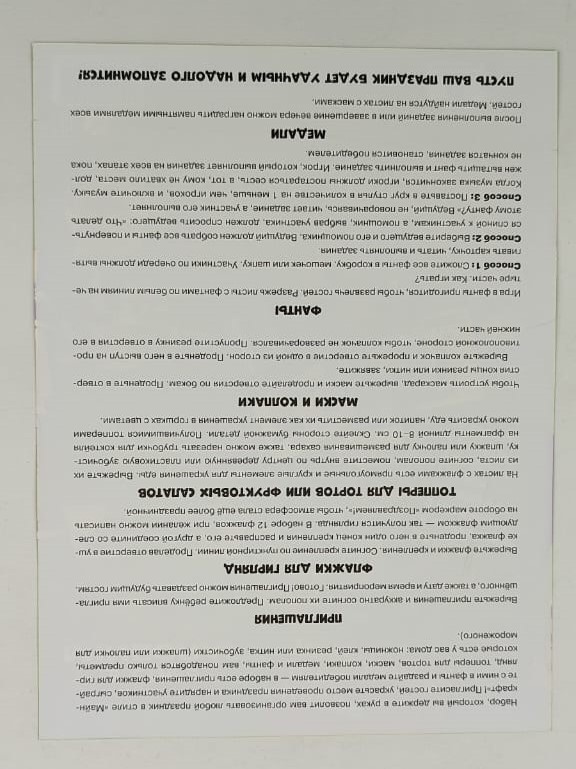 Набор, который вы держите в руках, позволит вам организовать любой праздник в стиле «Майн-
крафт»! Пригласите гостей, украсьте место проведения праздника и нарядите участников, сыграй-
те с ними в фанты и раздайте медали победителям — в наборе есть приглашения, флажки для гир-
лянд, топперы для тортов, маски, колпаки, медали и фанты, вам понадобятся только предметы,
которые есть у вас дома: ножницы, клей, резинка или нитка, зубочистки (шпажки или палочки для
мороженого).
ПРИГЛАШЕНИЯ
Вырежьте приглашения и аккуратно согните их пополам. Предложите ребёнку вписать имя пригла-
шённого, а также дату и время мероприятия. Готово! Приглашения можно раздавать будущим гостям.
ФЛАЖКИ ДЛЯ ГИРЛЯНД
Вырежьте флажки и крепления. Согните крепление по пунктирной линии. Проделав отверстие в уш-
ке флажка, проденьте в него один конец крепления и расправьте его, а другой соедините со сле-
дующим флажком — так получится гирлянда. В наборе 12 флажков, при желании можно написать
на обороте маркером «Поздравляем!», чтобы атмосфера стала ещё более праздничной.
ТОППЕРЫ ДЛЯ ТОРТОВ ИЛИ ФРУКТОВЫХ САЛАТОВ
На листах с флажками есть прямоугольные и круглые элементы для украшения еды. Вырежьте их
из листа, согните пополам, поместите внутрь по центру деревянную или пластиковую зубочист-
ку, шпажку или палочку для размешивания сахара. Также можно нарезать трубочки для коктейля
на фрагменты длиной 8–10 см. Склейте стороны бумажной детали. Получившимися топперами
можно украсить еду, напитки или разместить их как элемент украшения в горшках с цветами.
МАСКИ И КОЛПАКИ
Чтобы устроить маскарад, вырежьте маски и проделайте отверстия по бокам. Проденьте в отвер-
стия концы резинки или нитки, завяжите.
Вырежьте колпаки и прорежьте отверстие в одной из сторон. Проденьте в него выступ на про-
тивоположной стороне, чтобы колпачок не разворачивался. Пропустите резинку в отверстия в его
нижней части.
ФАНТЫ
Игра в фанты пригодится, чтобы развлечь гостей. Разрежь листы с фантами по белым линиям на че-
тыре части. Как играть?
Способ 1: Сложите все фанты в коробку, мешочек или шапку. Участники по очереди должны вытя-
гивать карточку, читать и выполнять задания.
Способ 2: Выберите ведущего и его помощника. Ведущий должен собрать все фанты и повернуть-
ся спиной к участникам, а помощник, выбрав участника, должен спросить ведущего: «Что делать
этому фанту?» Ведущий, не поворачиваясь, читает задание, а участник его выполняет.
Способ 3: Поставьте в круг стулья в количестве на 1 меньше, чем игроков, и включите музыку.
Когда музыка закончится, игроки должны постараться сесть, а тот, кому не хватило места, дол-
жен вытащить фант и выполнить задание. Игрок, который выполняет задания на всех этапах, пока
не кончатся задания, становится победителем.
МЕДАЛИ
После выполнения заданий или в завершение вечера можно наградить памятными медалями всех
гостей. Медали найдутся на листах с масками.
ПУСТЬ ВАШ ПРАЗДНИК БУДЕТ УДАЧНЫМ И НАДОЛГО ЗАПОМНИТСЯ!